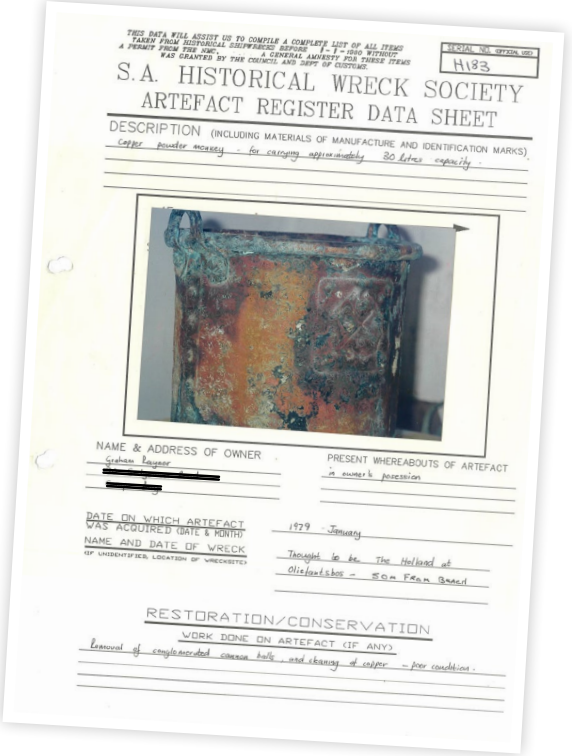 THIS DATA WILL ASSIST US TO COMPILE A COMPLETE LIST OF ALL ITEMS
TAKEN FROM HISTORICAL SHIPWRECKS BEFORE 1-1-1980 WITHOUT
A PERMIT FROM THE NMC. A GENERAL AMNESTY FOR THESE ITEMS
WAS GRANTED BY THE COUNCIL AND DEPT OF CUSTOMS.
SERIAL NO. (OFFICIAL USE)
H183
S.A. HISTORICAL WRECK SOCIETY
ARTEFACT REGISTER DATA SHEET
DESCRIPTION (INCLUDING MATERIALS OF MANUFACTURE AND IDENTIFICATION MARKS)
Copper powder monkey - for carrying approximately 30 litres capacity.
NAME & ADDRESS OF OWNER
Graham Raynor
PRESENT WHEREABOUTS OF ARTEFACT
in owner's posession
DATE ON WHICH ARTEFACT
WAS ACQUIRED (DATE & MONTH)
1979 January
NAME AND DATE OF WRECK
(IF UNIDENTIFIED, LOCATION OF WRECKSITE)
Thought to be The Holland at
Olifantsbos - 50m FROM BEACH
RESTORATION/CONSERVATION
WORK DONE ON ARTEFACT (IF ANY)
Removal of conglomerated cannon balls, and cleaning of copper - poor condition.